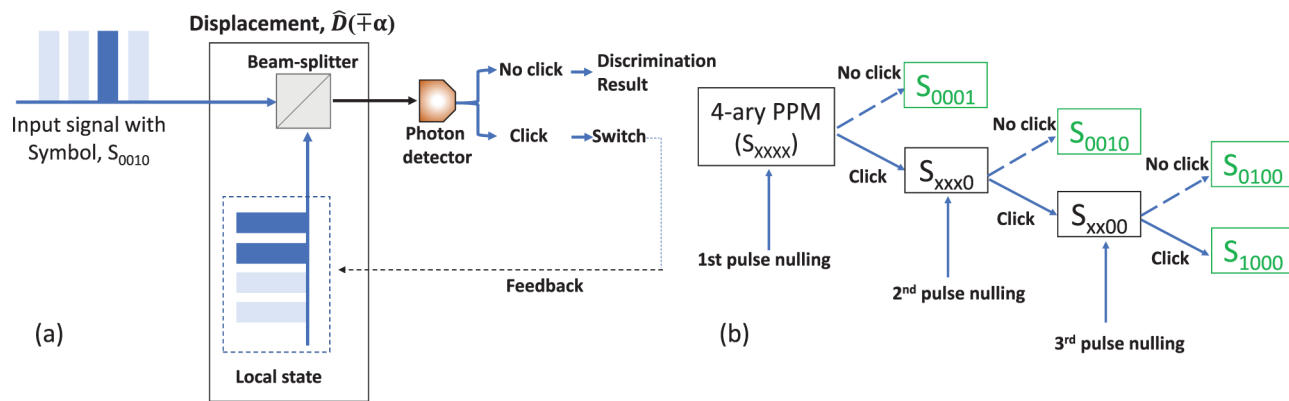 Displacement, D̂(∓α)
Beam-splitter
Input signal with
Symbol, S₀₀₁₀
No click
Discrimination
Result
Click
Switch
Photon
detector
Feedback
Local state
(a)
4-ary PPM
(Sₓₓₓₓ)
No click
S₀₀₀₁
Click
Sₓₓₓ₀
No click
S₀₀₁₀
Click
Sₓₓ₀₀
No click
S₀₁₀₀
Click
S₁₀₀₀
1st pulse nulling
2ⁿᵈ pulse nulling
3ʳᵈ pulse nulling
(b)